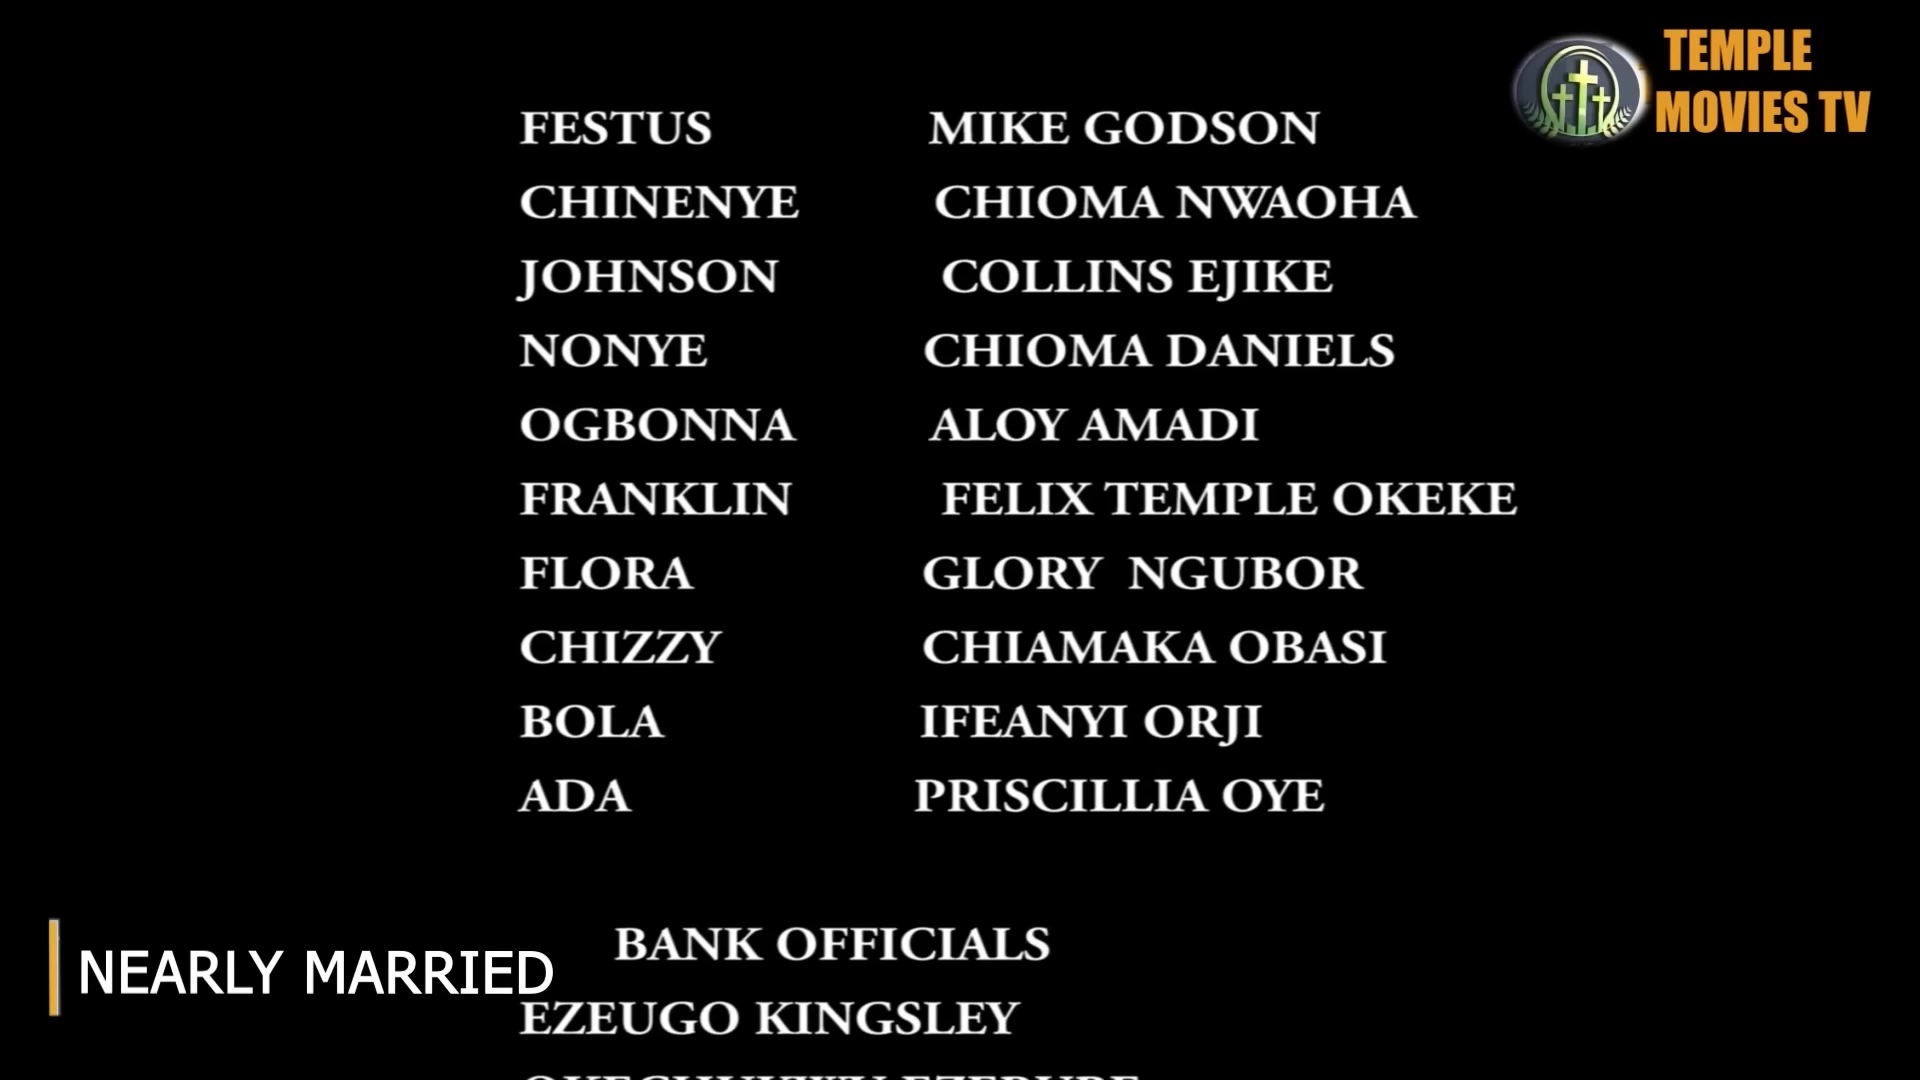 TEMPLE
MOVIES TV
FESTUS MIKE GODSON
CHINENYE CHIOMA NWAOHA
JOHNSON COLLINS EJIKE
NONYE CHIOMA DANIELS
OGBONNA ALOY AMADI
FRANKLIN FELIX TEMPLE OKEKE
FLORA GLORY NGUBOR
CHIZZY CHIAMAKA OBASI
BOLA IFEANYI ORJI
ADA PRISCILLIA OYE
BANK OFFICIALS
NEARLY MARRIED
EZEUGO KINGSLEY